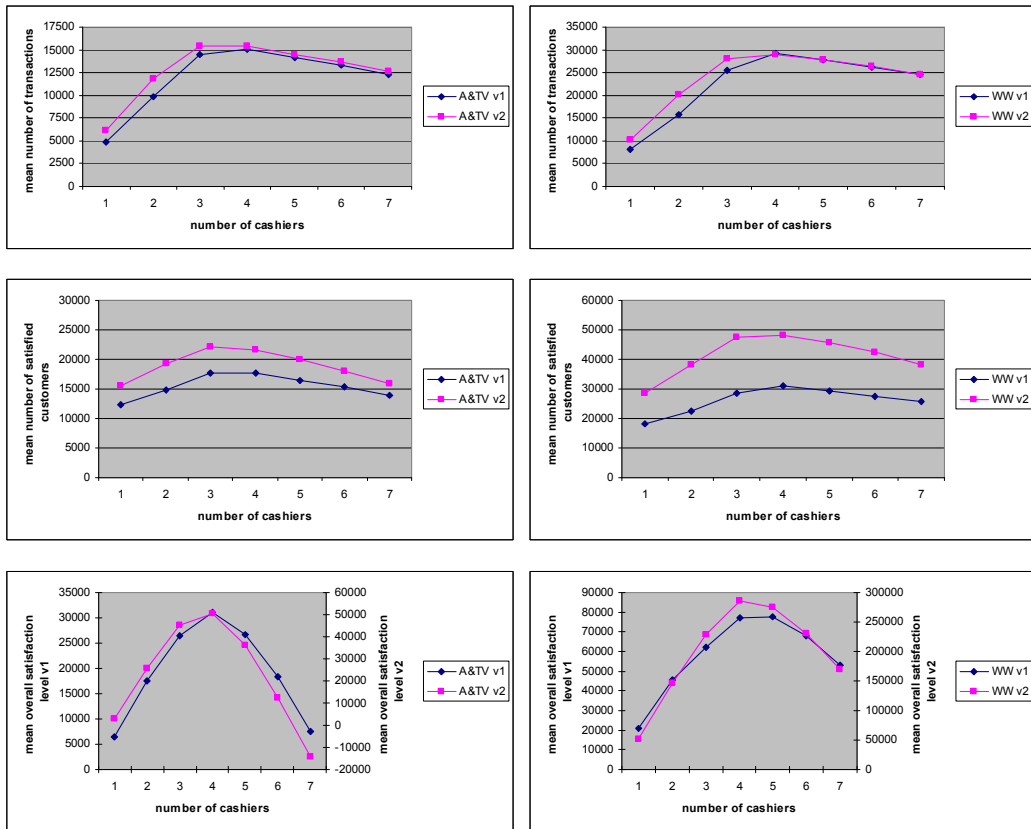 mean number of transactions
17500
15000
12500
10000
7500
5000
2500
0
1 2 3 4 5 6 7
number of cashiers
A&TV v1
A&TV v2
mean number of transactions
35000
30000
25000
20000
15000
10000
5000
0
1 2 3 4 5 6 7
number of cashiers
WW v1
WW v2
mean number of satisfied
customers
30000
25000
20000
15000
10000
5000
0
1 2 3 4 5 6 7
number of cashiers
A&TV v1
A&TV v2
mean number of satisfied
customers
60000
50000
40000
30000
20000
10000
0
1 2 3 4 5 6 7
number of cashiers
WW v1
WW v2
mean overall satisfaction
level v1
35000
30000
25000
20000
15000
10000
5000
0
1 2 3 4 5 6 7
number of cashiers
60000
50000
40000
30000
20000
10000
0
-10000
-20000
mean overall satisfaction
level v2
A&TV v1
A&TV v2
mean overall satisfaction
level v1
90000
80000
70000
60000
50000
40000
30000
20000
10000
0
1 2 3 4 5 6 7
number of cashiers
300000
250000
200000
150000
100000
50000
0
mean overall satisfaction
level v2
WW v1
WW v2